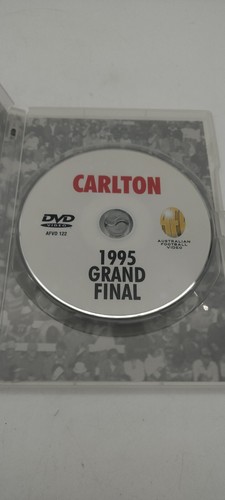 CARLTON
DVD
VIDEO
AFVD 122
AUSTRALIAN
FOOTBALL
VIDEO
1995
GRAND
FINAL